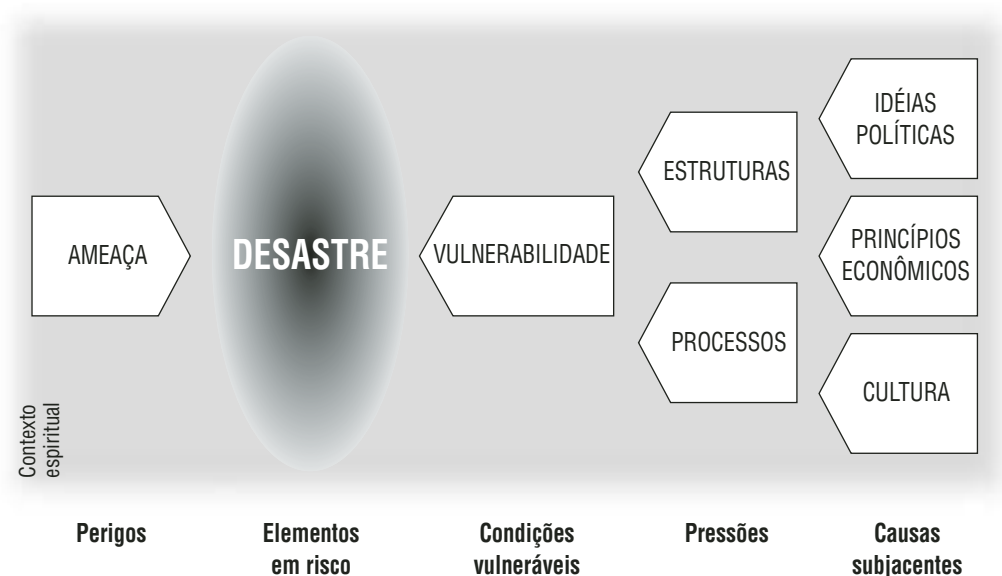 AMEAÇA
DESASTRE
VULNERABILIDADE
ESTRUTURAS
PROCESSOS
IDÉIAS
POLÍTICAS
PRINCÍPIOS
ECONÔMICOS
CULTURA
Contexto
espiritual
Perigos
Elementos
em risco
Condições
vulneráveis
Pressões
Causas
subjacentes